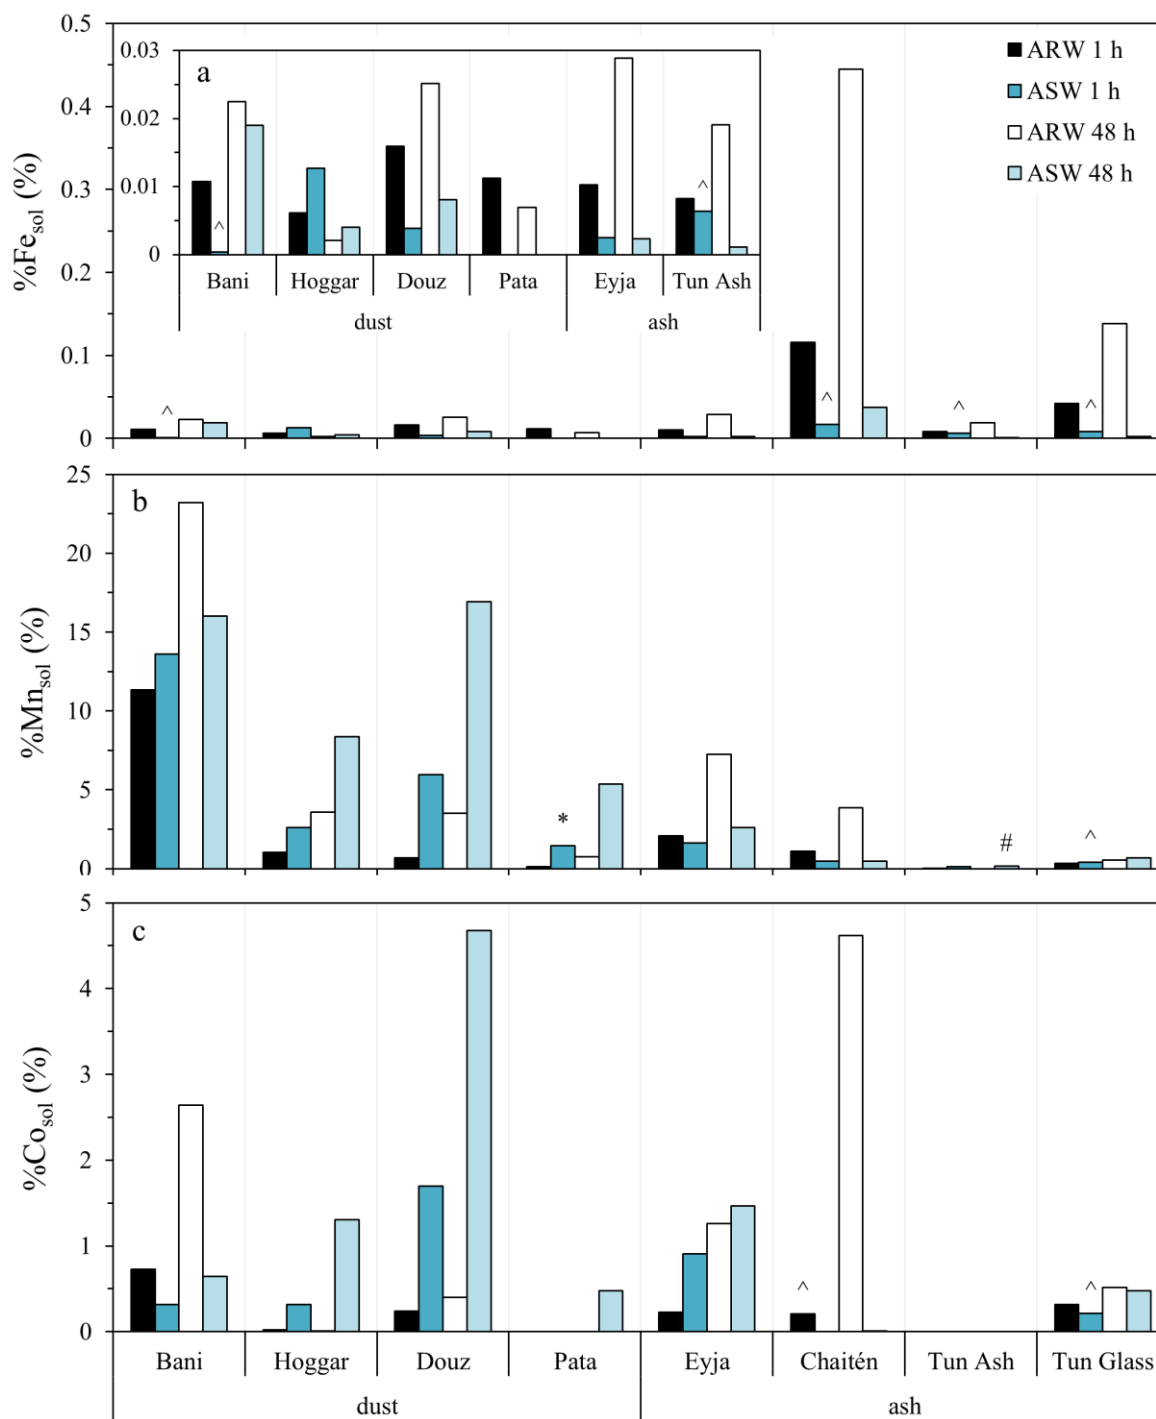 0.5
0.4
0.3
0.2
0.1
0
%Fe_sol (%)
a
0.03
0.02
0.01
0
^
^
Bani Hoggar Douz Pata Eyja Tun Ash
dust ash
ARW 1 h
ASW 1 h
ARW 48 h
ASW 48 h
^ ^ ^ ^
b
25
20
15
10
5
0
%Mn_sol (%)
* # ^
c
5
4
3
2
1
0
%Co_sol (%)
^ ^
Bani Hoggar Douz Pata Eyja Chaitén Tun Ash Tun Glass
dust ash